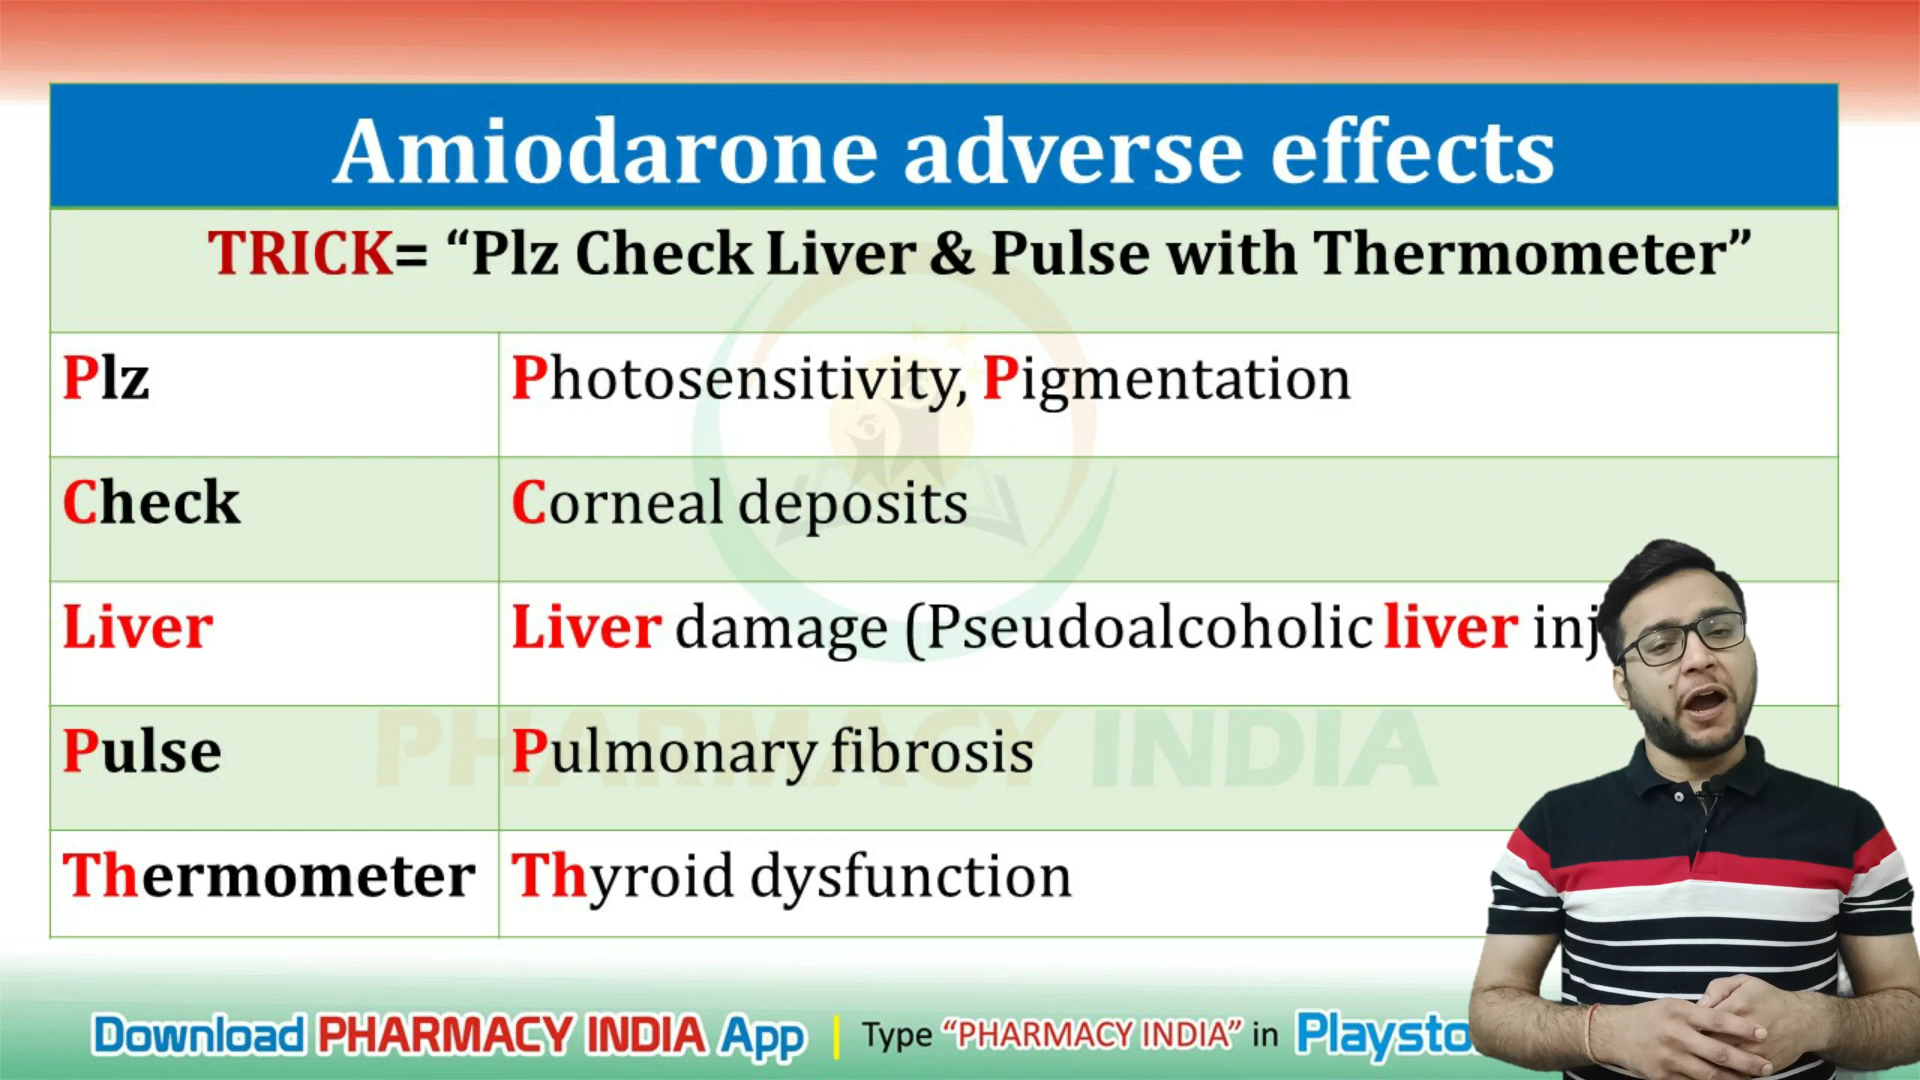 Amiodarone adverse effects
TRICK= “Plz Check Liver & Pulse with Thermometer”
Plz
Photosensitivity, Pigmentation
Check
Corneal deposits
Liver
Liver damage (Pseudoalcoholic liver
Pulse
Pulmonary fibrosis
Thermometer
Thyroid dysfunction
PHARMACY INDIA
Download PHARMACY INDIA App | Type “PHARMACY INDIA” in